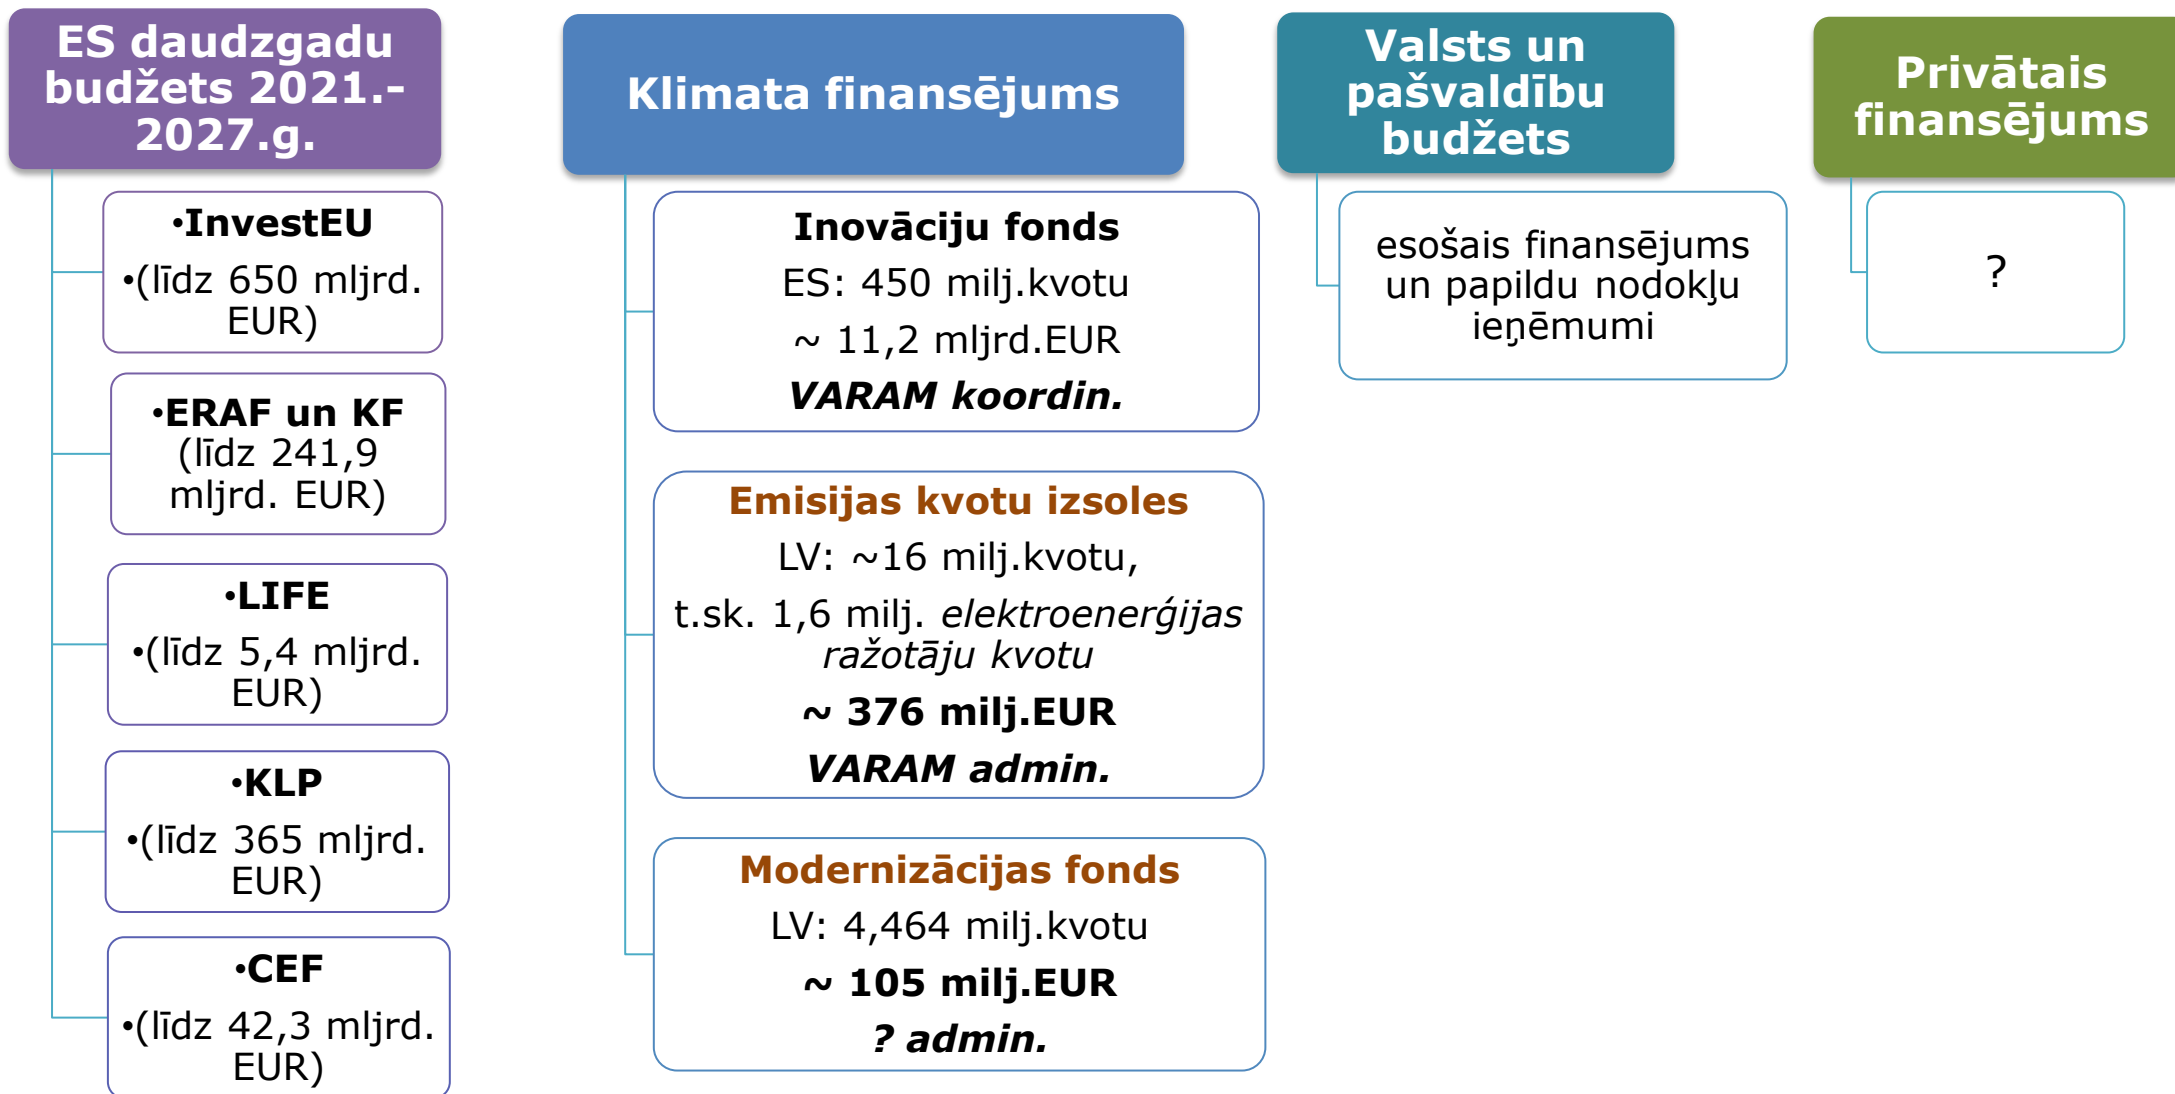 ES daudzgadu
budžets 2021.-
2027.g.
•InvestEU
•(līdz 650 mljrd.
EUR)
•ERAF un KF
(līdz 241,9
mljrd. EUR)
•LIFE
•(līdz 5,4 mljrd.
EUR)
•KLP
•(līdz 365 mljrd.
EUR)
•CEF
•(līdz 42,3 mljrd.
EUR)
Klimata finansējums
Inovāciju fonds
ES: 450 milj.kvotu
~ 11,2 mljrd.EUR
VARAM koordin.
Emisijas kvotu izsoles
LV: ~16 milj.kvotu,
t.sk. 1,6 milj. elektroenerģijas
ražotāju kvotu
~ 376 milj.EUR
VARAM admin.
Modernizācijas fonds
LV: 4,464 milj.kvotu
~ 105 milj.EUR
? admin.
Valsts un
pašvaldību
budžets
esošais finansējums
un papildu nodokļu
ieņēmumi
Privātais
finansējums
?